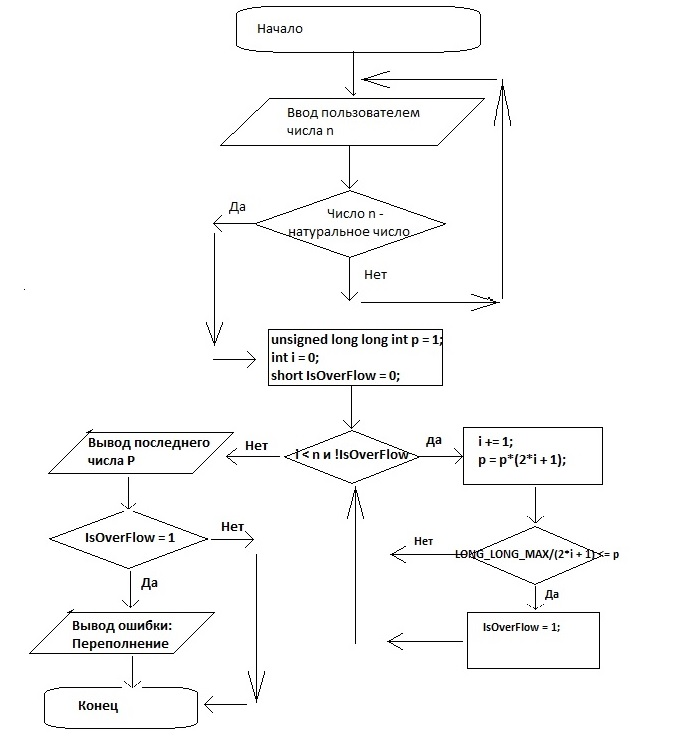 Начало
Ввод пользователем
числа n
Да
Число n -
натуральное число
Нет
unsigned long long int p = 1;
int i = 0;
short IsOverFlow = 0;
Вывод последнего
числа P
Нет
i < n и !IsOverFlow
да
i += 1;
p = p*(2*i + 1);
IsOverFlow = 1
Нет
Нет
LONG_LONG_MAX/(2*i + 1) <= p
Да
Да
Вывод ошибки:
Переполнение
IsOverFlow = 1;
Конец